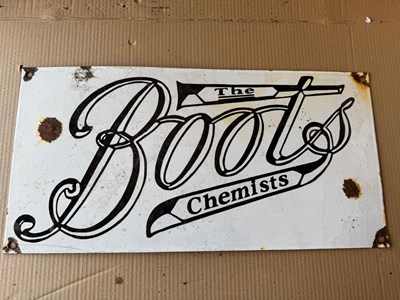 The
Boots
Chemists